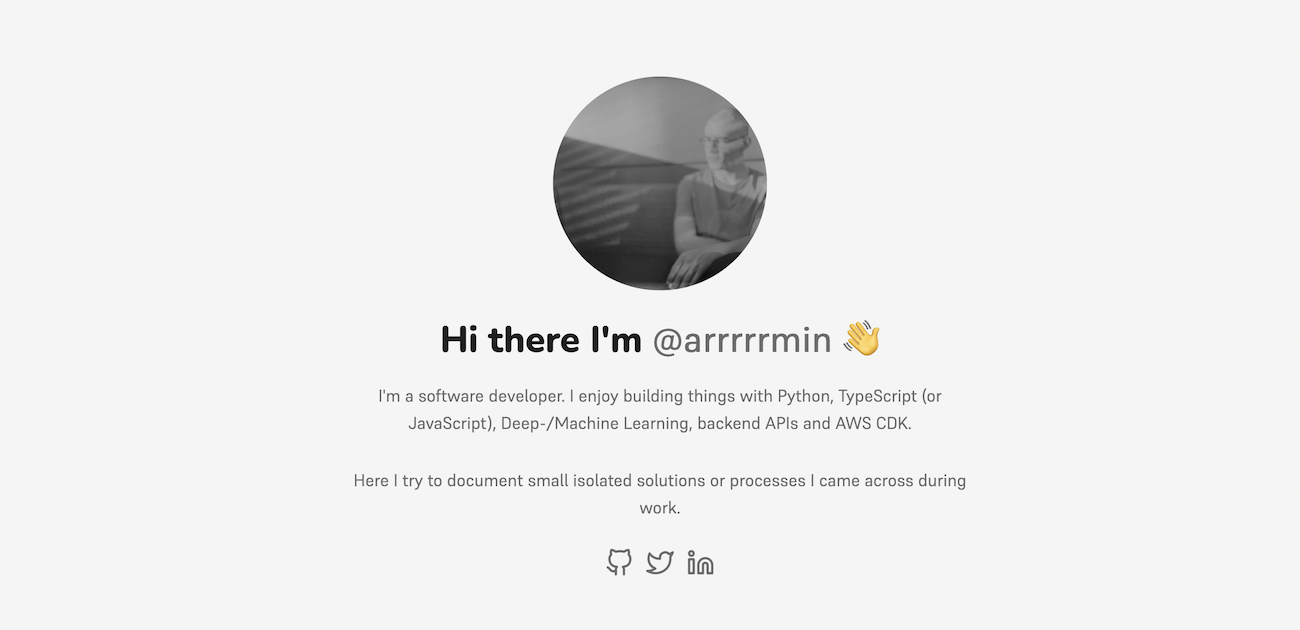 Hi there I'm @arrrrrmin 👋
I'm a software developer. I enjoy building things with Python, TypeScript (or
JavaScript), Deep-/Machine Learning, backend APIs and AWS CDK.
Here I try to document small isolated solutions or processes I came across during
work.